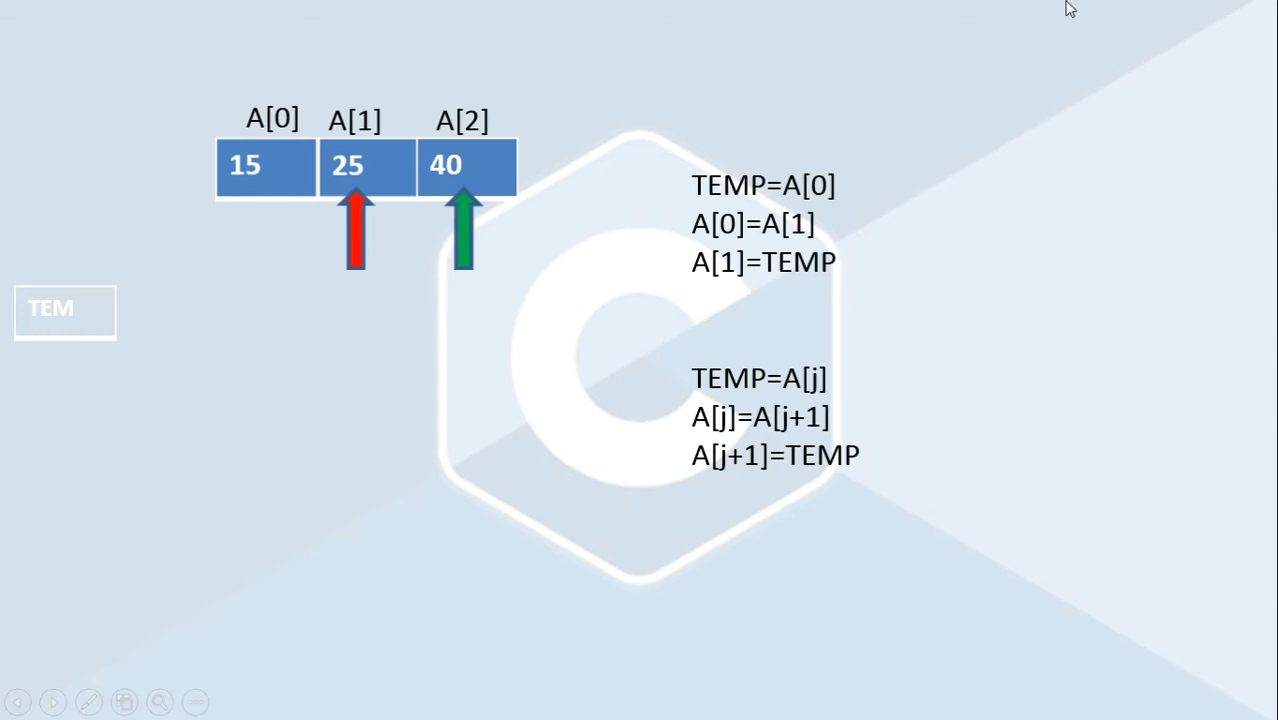 A[0] A[1] A[2]
15 25 40
TEMP=A[0]
A[0]=A[1]
A[1]=TEMP
TEM
TEMP=A[j]
A[j]=A[j+1]
A[j+1]=TEMP